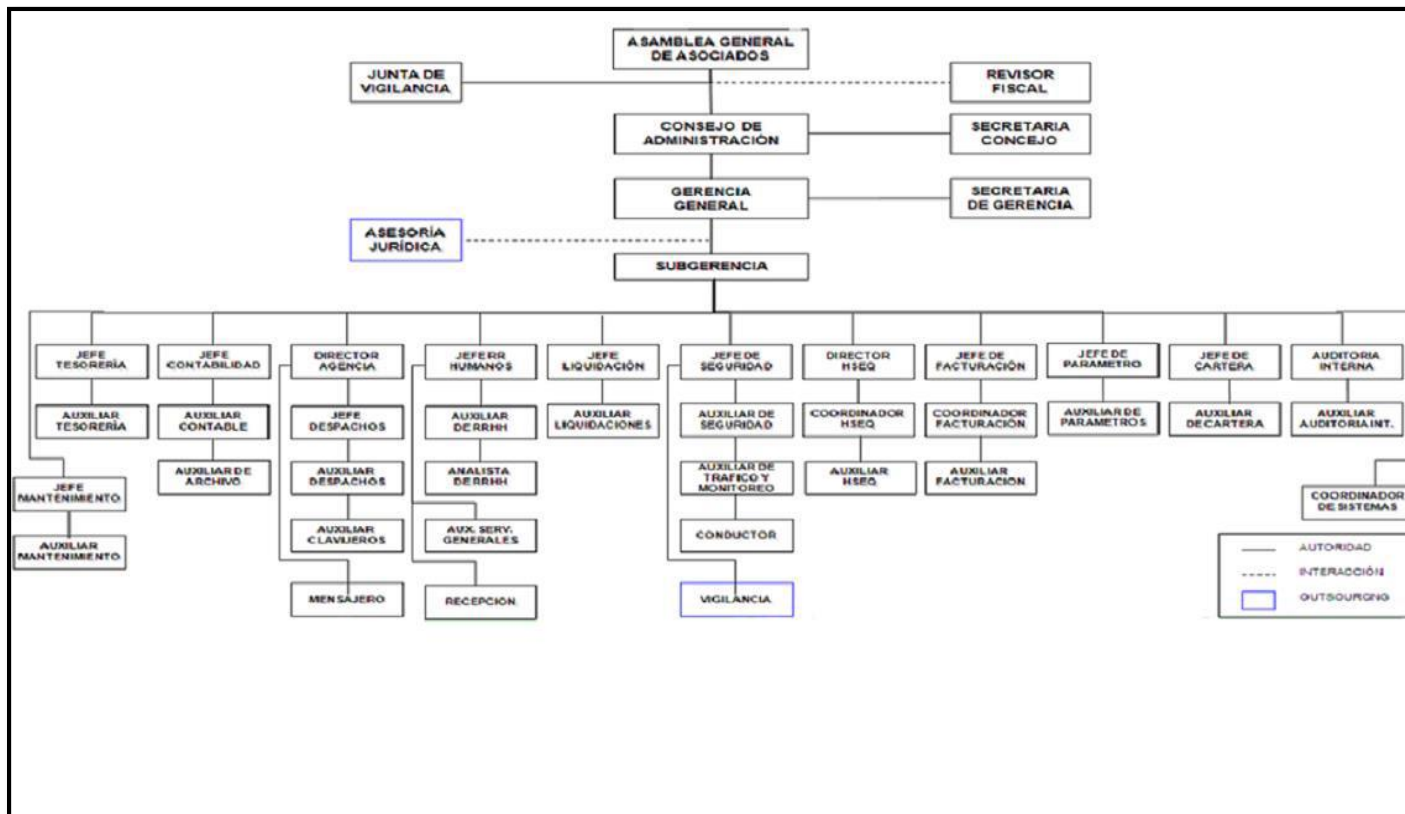 ASAMBLEA GENERAL
DE ASOCIADOS
JUNTA DE
VIGILANCIA
REVISOR
FISCAL
CONSEJO DE
ADMINISTRACIÓN
SECRETARIA
CONCEJO
GERENCIA
GENERAL
SECRETARIA
DE GERENCIA
ASESORÍA
JURÍDICA
SUBGERENCIA
JEFE
TESORERÍA
JEFE
CONTABILIDAD
DIRECTOR
AGENCIA
JEFE RR
HUMANOS
JEFE
LIQUIDACIÓN
JEFE DE
SEGURIDAD
DIRECTOR
HSEQ
JEFE DE
FACTURACIÓN
JEFE DE
PARAMETRO
JEFE DE
CARTERA
AUDITORIA
INTERNA
AUXILIAR
TESORERÍA
AUXILIAR
CONTABLE
JEFE
DESPACHOS
AUXILIAR
DE RRHH
AUXILIAR
LIQUIDACIONES
AUXILIAR DE
SEGURIDAD
COORDINADOR
HSEQ
COORDINADOR
FACTURACIÓN
AUXILIAR DE
PARAMETROS
AUXILIAR
DE CARTERA
AUXILIAR
AUDITORIA INT.
AUXILIAR DE
ARCHIVO
AUXILIAR
DESPACHOS
ANALISTA
DE RRHH
AUXILIAR DE
TRAFICO Y
MONITOREO
AUXILIAR
HSEQ
AUXILIAR
FACTURACIÓN
JEFE
MANTENIMIENTO
COORDINADOR
DE SISTEMAS
AUXILIAR
MANTENIMIENTO
AUXILIAR
CLAVIJEROS
AUX. SERV.
GENERALES
CONDUCTOR
MENSAJERO
RECEPCIÓN
VIGILANCIA
AUTORIDAD
INTERACCIÓN
OUTSOURCNG